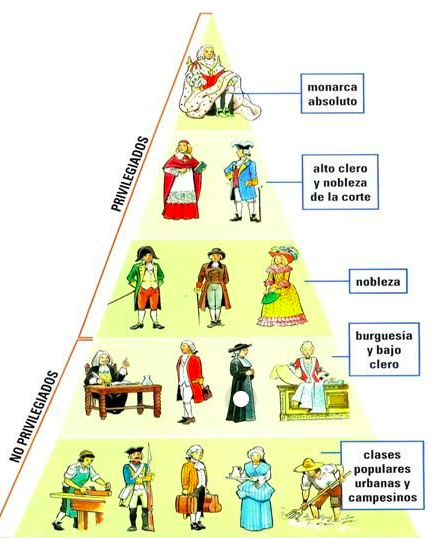 monarca
absoluto
PRIVILEGIADOS
alto clero
y nobleza
de la corte
nobleza
burguesía
y bajo
clero
NO PRIVILEGIADOS
clases
populares
urbanas y
campesinos